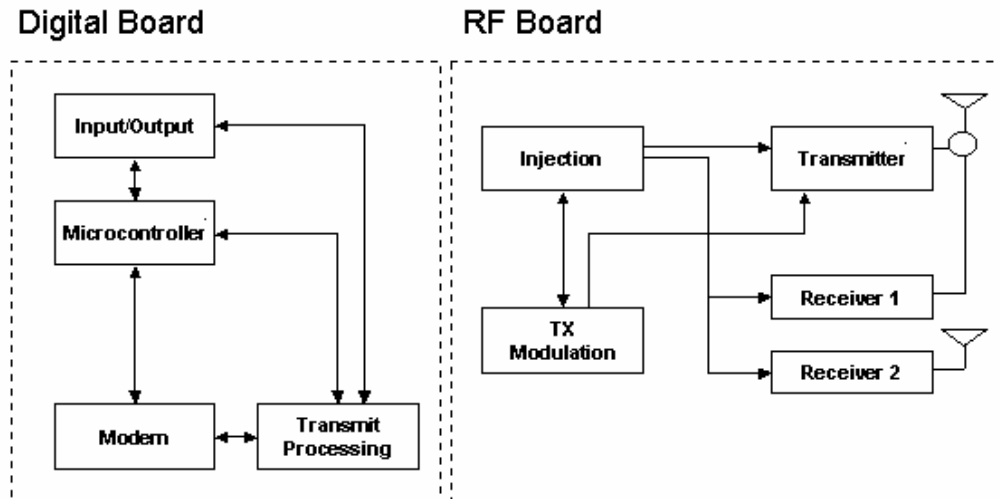 Digital Board
RF Board
Input/Output
Microcontroller
Modem
Transmit
Processing
Injection
TX
Modulation
Transmitter
Receiver 1
Receiver 2